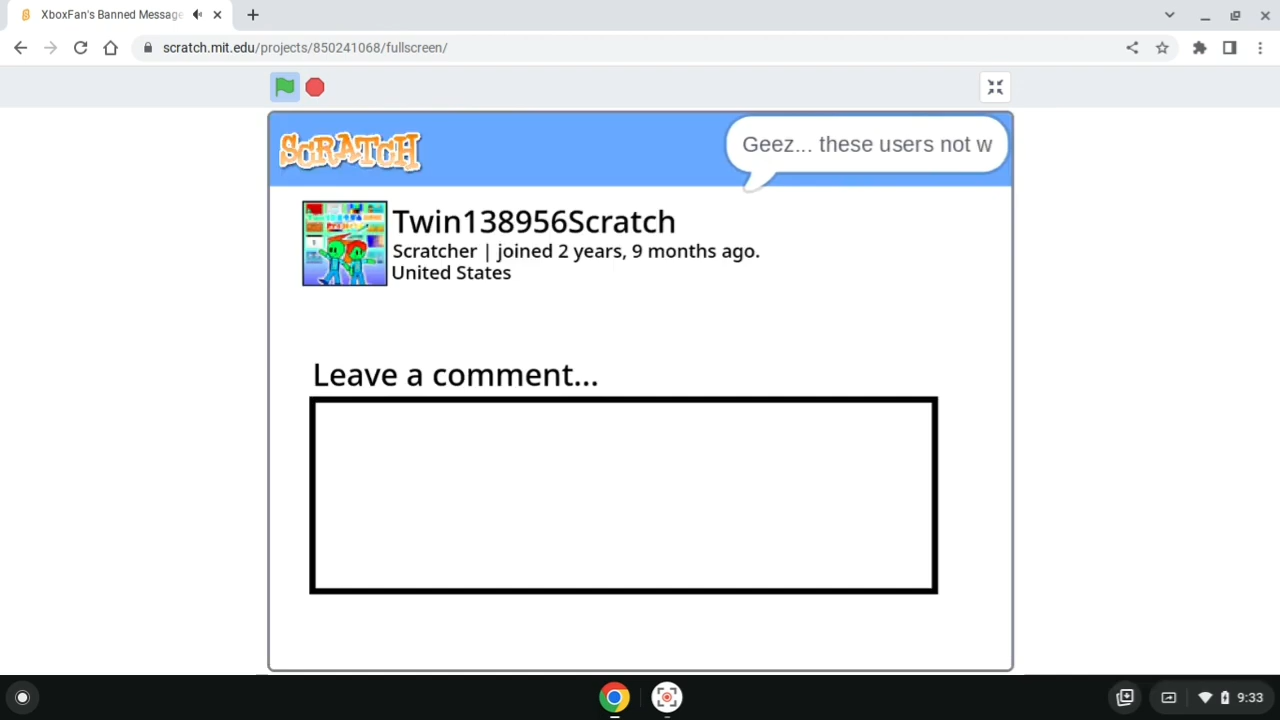 XboxFan's Banned Message
scratch.mit.edu/projects/850241068/fullscreen/
SCRATCH
Geez... these users not w
Twin138956Scratch
Scratcher | joined 2 years, 9 months ago.
United States
Leave a comment...
9:33